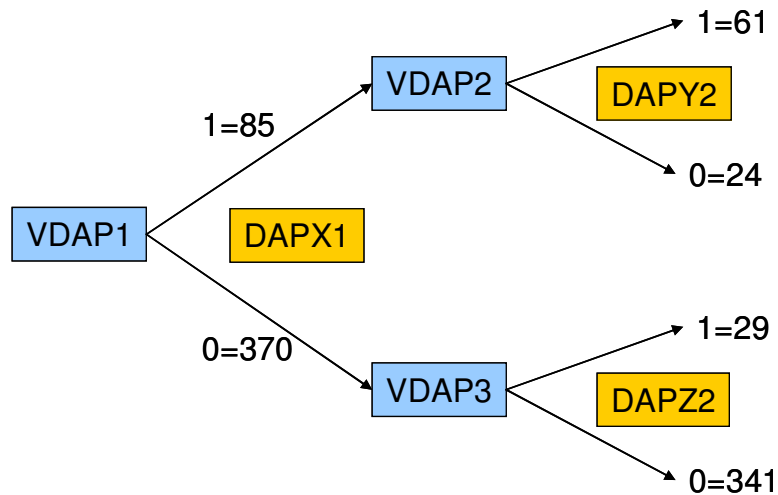 1=61
VDAP2
DAPY2
1=85
0=24
VDAP1
DAPX1
1=29
0=370
VDAP3
DAPZ2
0=341